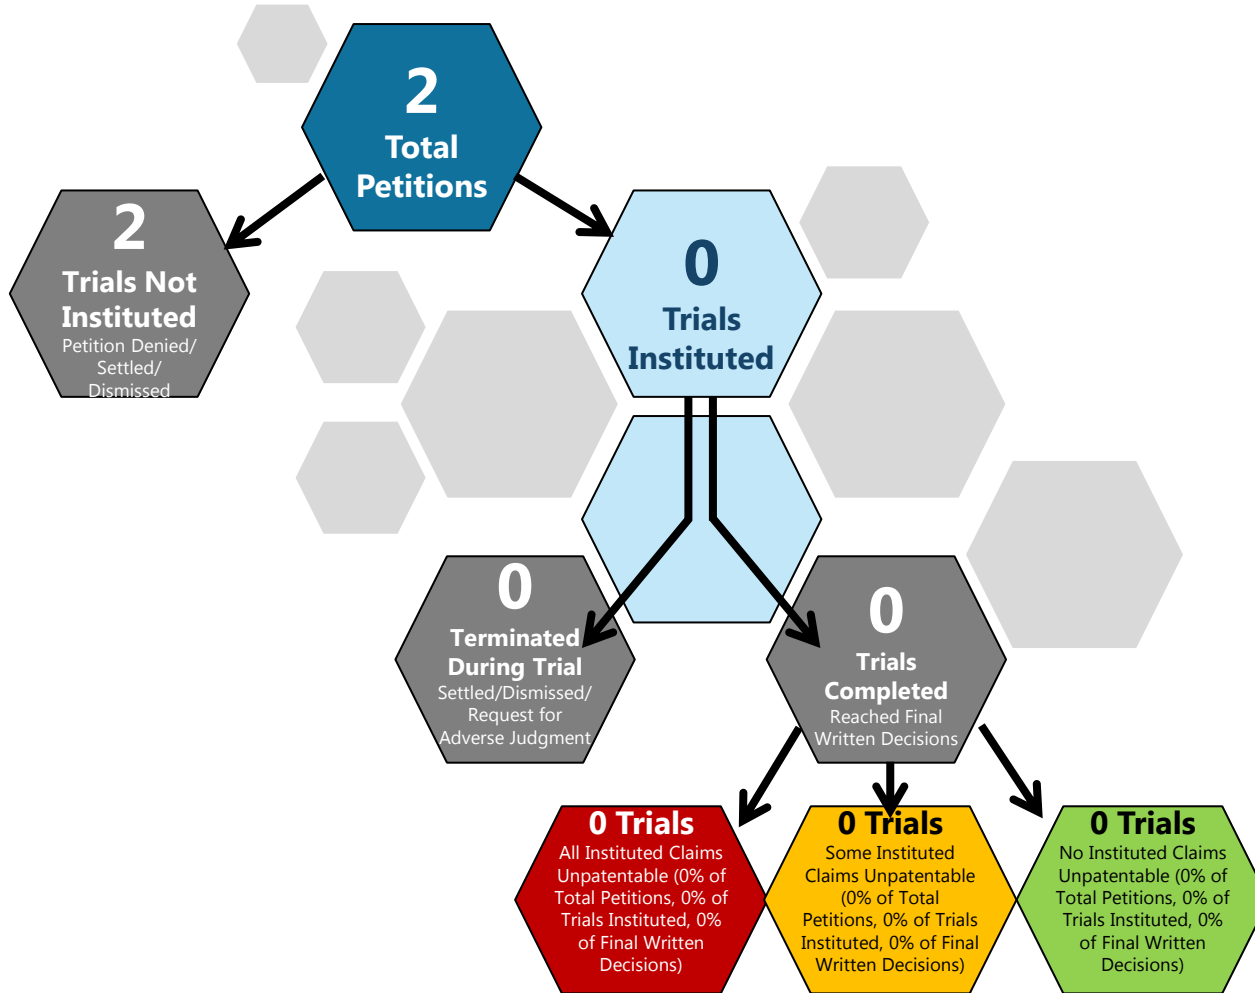 2
Total
Petitions
2
Trials Not
Instituted
Petition Denied/
Settled/
Dismissed
0
Trials
Instituted
0
Terminated
During Trial
Settled/Dismissed/
Request for
Adverse Judgment
0
Trials
Completed
Reached Final
Written Decisions
0 Trials
All Instituted Claims
Unpatentable (0% of
Total Petitions, 0% of
Trials Instituted, 0%
of Final Written
Decisions)
0 Trials
Some Instituted
Claims Unpatentable
(0% of Total
Petitions, 0% of Trials
Instituted, 0% of Final
Written Decisions)
0 Trials
No Instituted Claims
Unpatentable (0% of
Total Petitions, 0% of
Trials Instituted, 0%
of Final Written
Decisions)